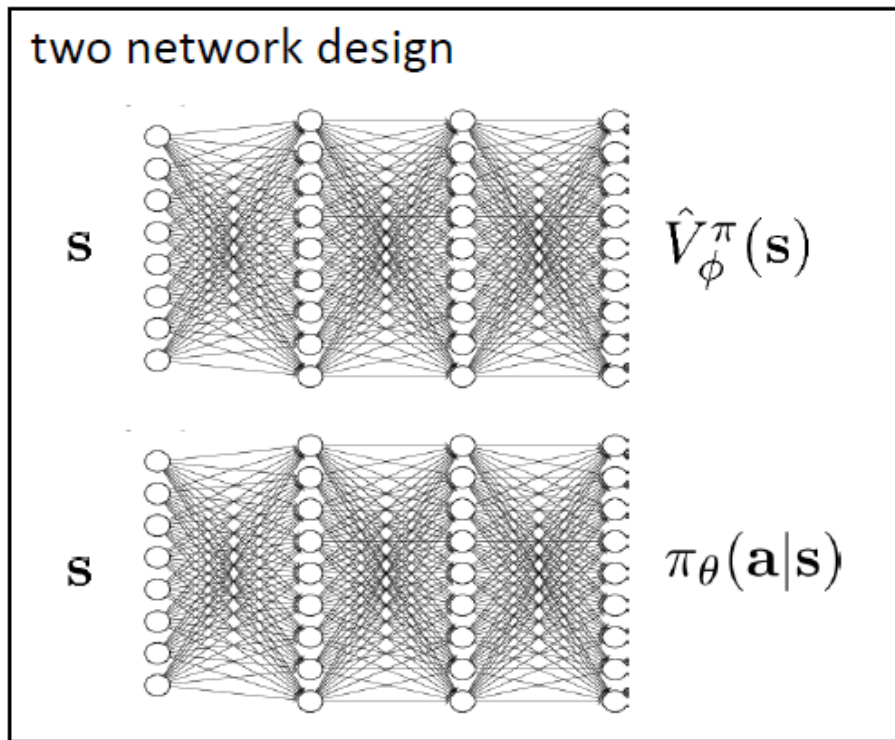 two network design
s
V̂^π_ϕ(s)
s
π_θ(a|s)